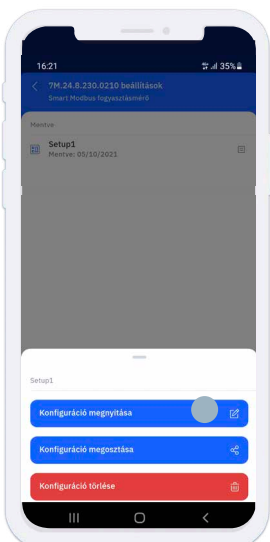 16:21
35%
7M.24.8.230.0210 beállítások
Smart Modbus fogyasztásmérő
Mentve
Setup1
Mentve: 05/10/2021
Setup1
Konfiguráció megnyitása
Konfiguráció megosztása
Konfiguráció törlése